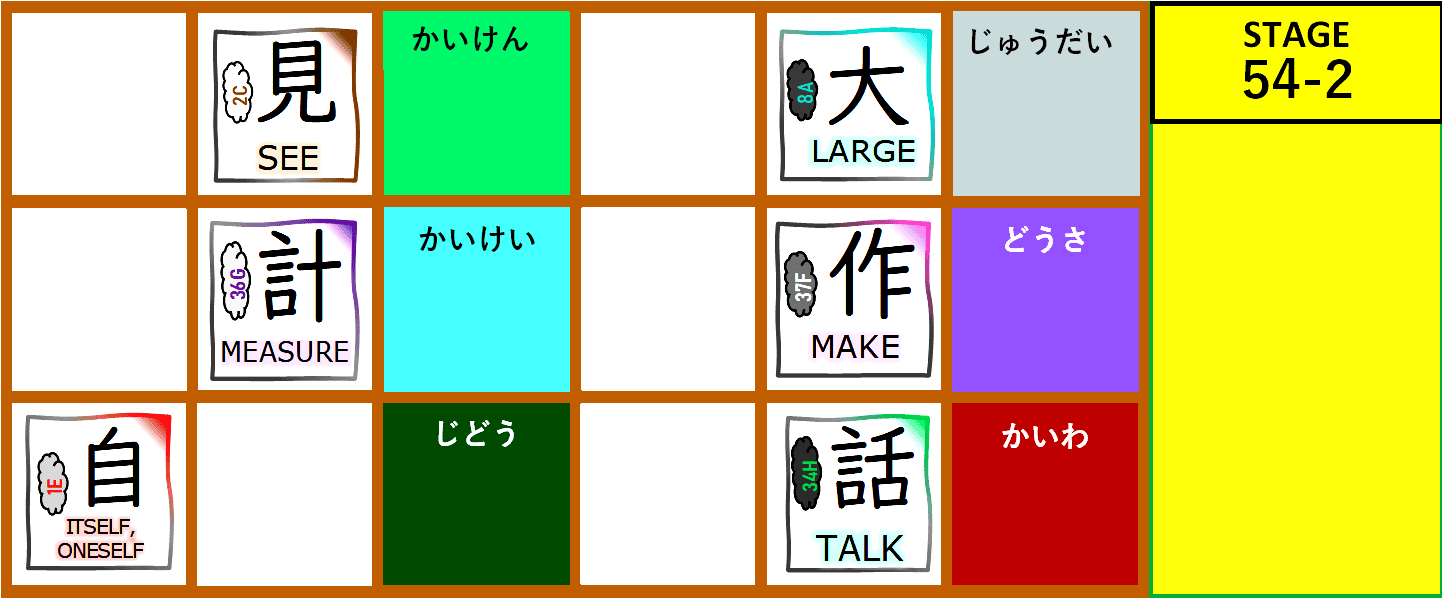 見
2C
SEE
かいけん
大
8A
LARGE
じゅうだい
STAGE
54-2
計
36G
MEASURE
かいけい
作
37F
MAKE
どうさ
自
1E
ITSELF,
ONESELF
じどう
話
34H
TALK
かいわ